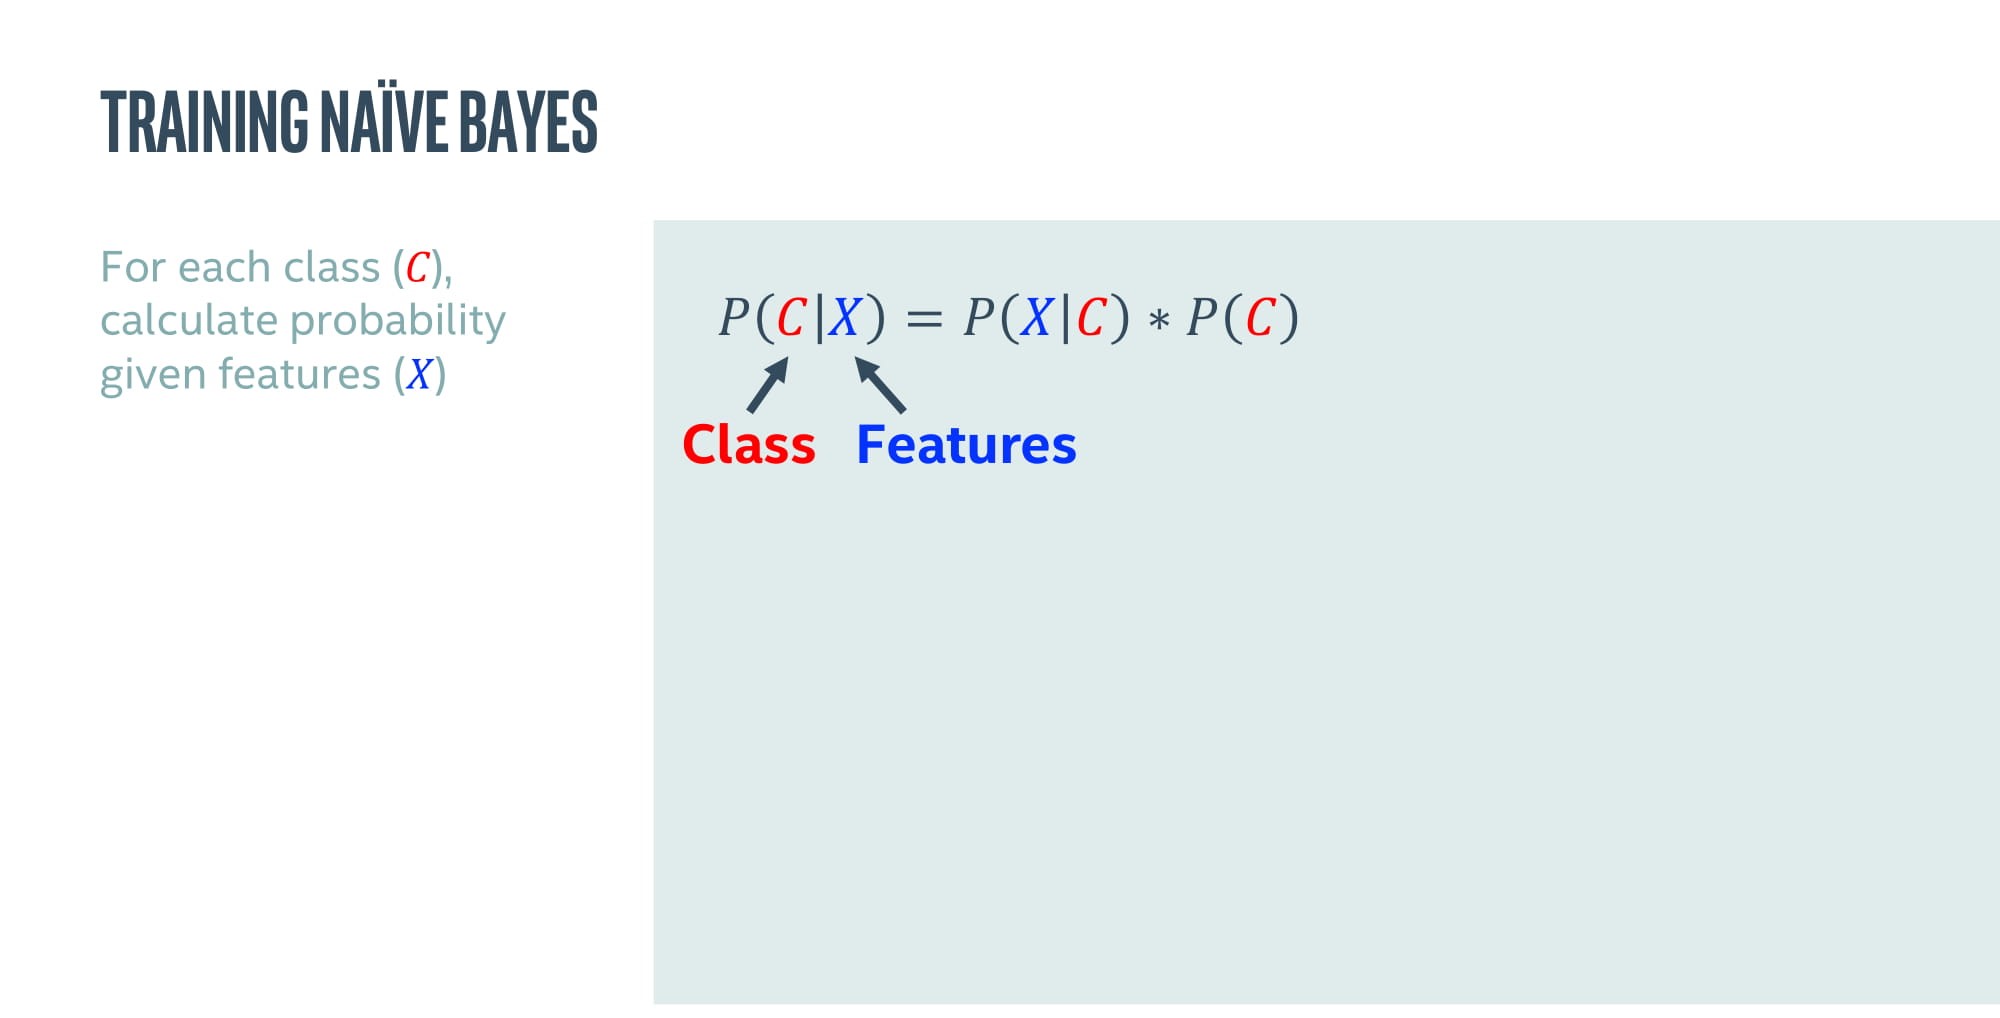 TRAINING NAÏVE BAYES
For each class (C),
calculate probability
given features (X)
P(C|X) = P(X|C) ∗ P(C)
Class Features